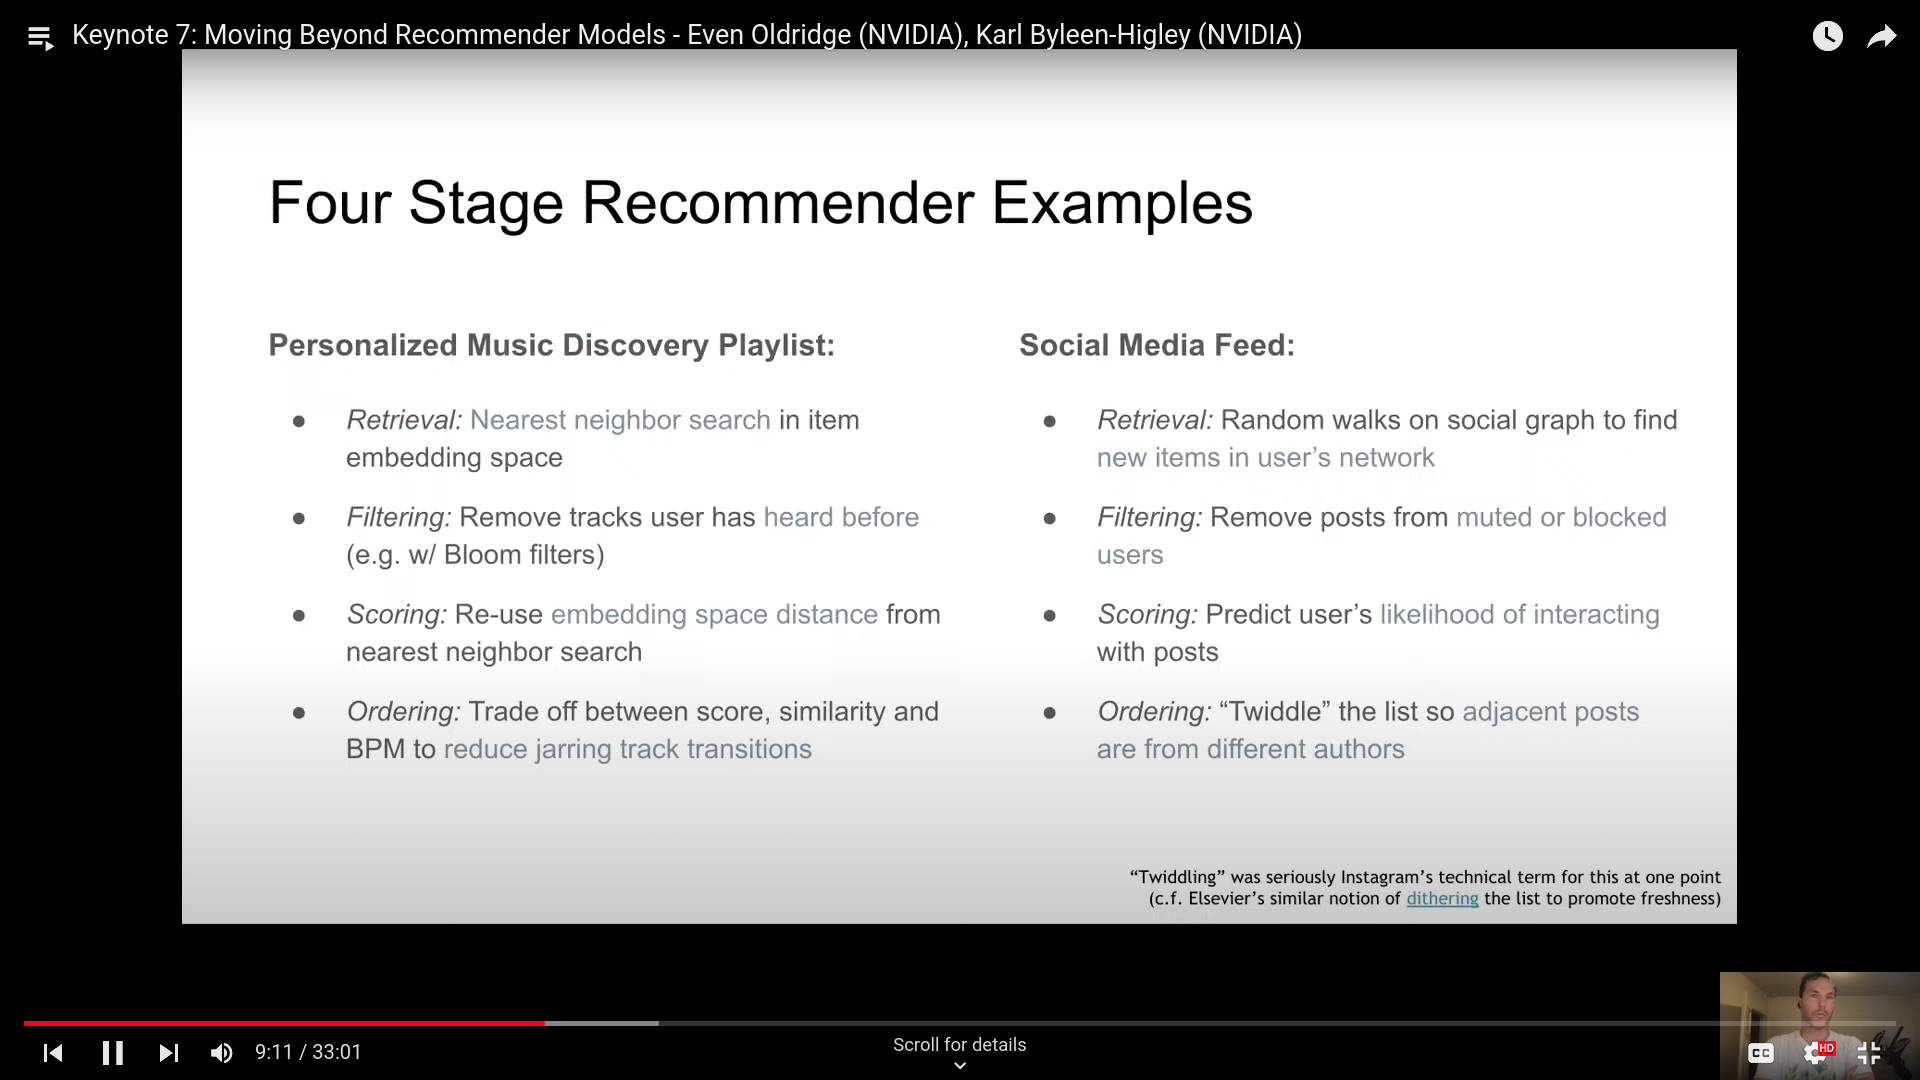 Keynote 7: Moving Beyond Recommender Models - Even Oldridge (NVIDIA), Karl Byleen-Higley (NVIDIA)
Four Stage Recommender Examples
Personalized Music Discovery Playlist:
● Retrieval: Nearest neighbor search in item
embedding space
● Filtering: Remove tracks user has heard before
(e.g. w/ Bloom filters)
● Scoring: Re-use embedding space distance from
nearest neighbor search
● Ordering: Trade off between score, similarity and
BPM to reduce jarring track transitions
Social Media Feed:
● Retrieval: Random walks on social graph to find
new items in user’s network
● Filtering: Remove posts from muted or blocked
users
● Scoring: Predict user’s likelihood of interacting
with posts
● Ordering: “Twiddle” the list so adjacent posts
are from different authors
“Twiddling” was seriously Instagram’s technical term for this at one point
(c.f. Elsevier’s similar notion of dithering the list to promote freshness)
9:11 / 33:01
Scroll for details
CC
HD